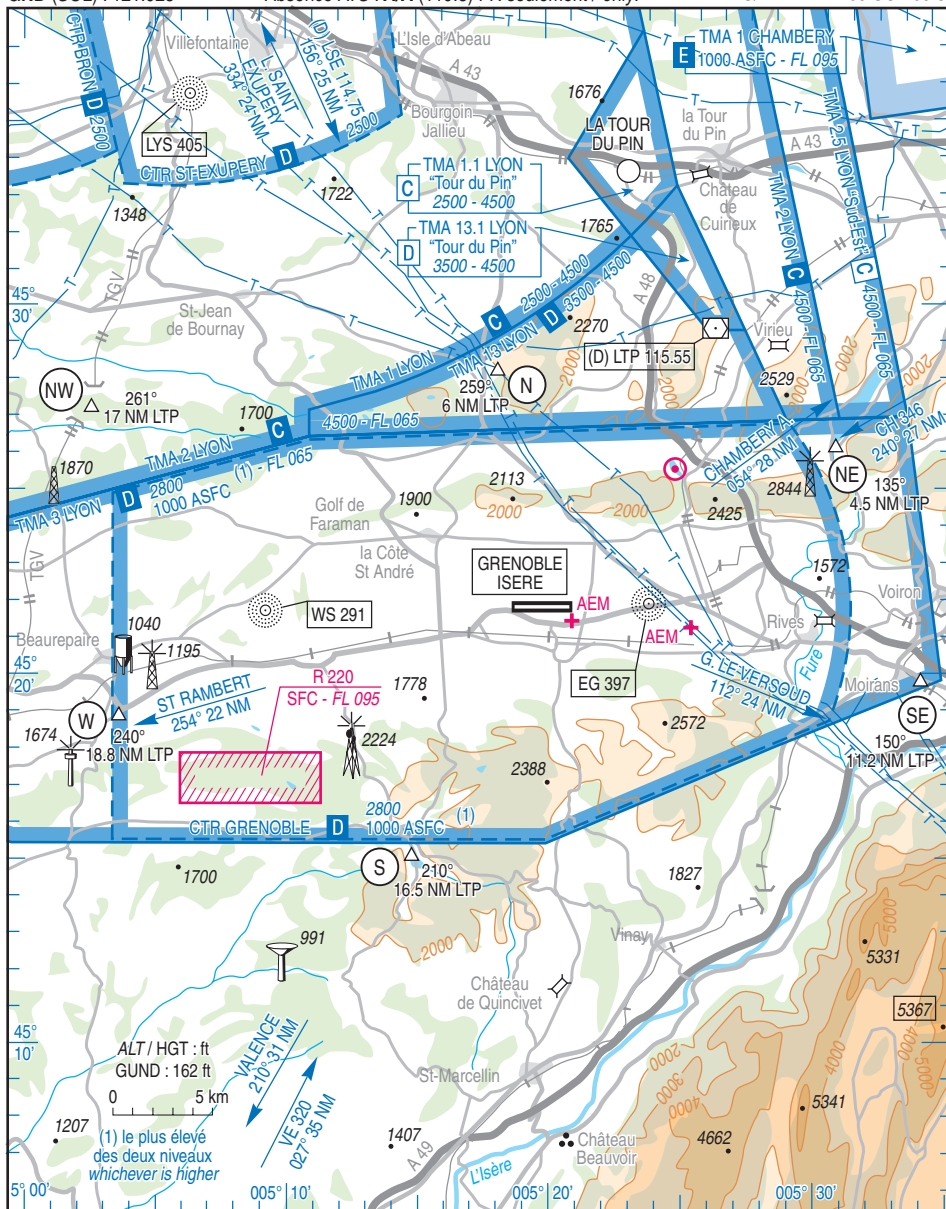 CTR BRON D 2500
Villefontaine
L. SAINT
EXUPERY
334° 24 NM
(D) LSE 114.75
156° 25 NM
2500
L'Isle d'Abeau
A 43
Bourgoin
Jallieu
LYS 405
CTR ST-EXUPERY D
1348
1722
E
TMA 1 CHAMBERY
1000 ASFC - FL 095
1676
LA TOUR
DU PIN
la Tour
du Pin
A 43
Château
de
Cuirieux
C
TMA 1.1 LYON
"Tour du Pin"
2500 - 4500
D
TMA 13.1 LYON
"Tour du Pin"
3500 - 4500
1765
A 48
TMA 2 LYON C 4500-FL 065
TMA 2.5 LYON "Sud-Est" C 4500-FL 065
45°
30'
TGV
St-Jean
de Bournay
TMA 1 LYON C 2500 - 4500
TMA 13 LYON D 3500 - 4500
2270
(D) LTP 115.55
Virieu
2000
2000
2529
2000
2000
NW
261°
17 NM LTP
1700
259°
6 NM LTP
N
4500 - FL 065
TMA 2 LYON C
TMA 3 LYON D
2800
1000 ASFC
(1) - FL 065
1870
CHAMBERY A.
054° 28 NM
CH 346
240° 27 NM
NE
135°
4.5 NM LTP
2844
2425
2113
2000
2000
1900
Golf de
Faraman
la Côte
St André
GRENOBLE
ISERE
AEM
AEM
1572
Voiron
Rives
TGV
WS 291
EG 397
Beaurepaire
1040
1195
45°
20'
Fure
Moirans
G. LE VERSOUD
112° 24 NM
SE
150°
11.2 NM LTP
ST RAMBERT
254° 22 NM
R 220
SFC - FL 095
1778
2572
W
240°
18.8 NM LTP
1674
2224
2388
CTR GRENOBLE D
2800
1000 ASFC
(1)
S
210°
16.5 NM LTP
1700
1827
2000
Vinay
991
Château
de Quincivet
5000
5331
5367
45°
10'
ALT / HGT : ft
GUND : 162 ft
0 5 km
(1) le plus élevé
des deux niveaux
whichever is higher
VALENCE
210° 31 NM
VE 320
027° 35 NM
St-Marcellin
2000
3000
4000
4000
5000
5341
4662
1207
1407
A 49
L'Isère
Château
Beauvoir
5° 00'
005° 10'
005° 20'
005° 30'